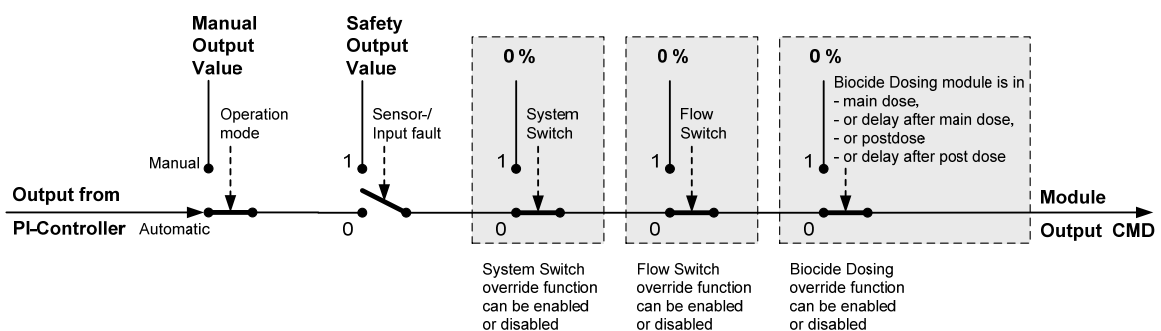 Manual
Output
Value
Safety
Output
Value
0 %
0 %
0 %
Operation
mode
Sensor-/
Input fault
System
Switch
Flow
Switch
Biocide Dosing module is in
- main dose,
- or delay after main dose,
- or postdose
- or delay after post dose
Manual
1
1
1
1
Output from
PI-Controller
Automatic
0
0
0
0
Module
Output CMD
System Switch
override function
can be enabled
or disabled
Flow Switch
override function
can be enabled
or disabled
Biocide Dosing
override function
can be enabled
or disabled